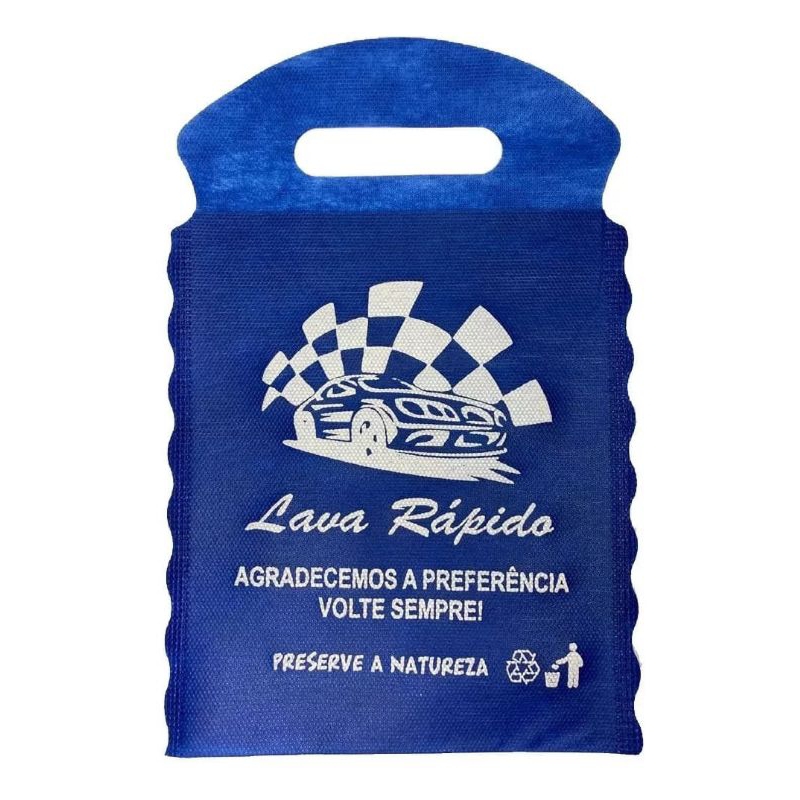 Lava Rápido
AGRADECEMOS A PREFERÊNCIA
VOLTE SEMPRE!
PRESERVE A NATUREZA